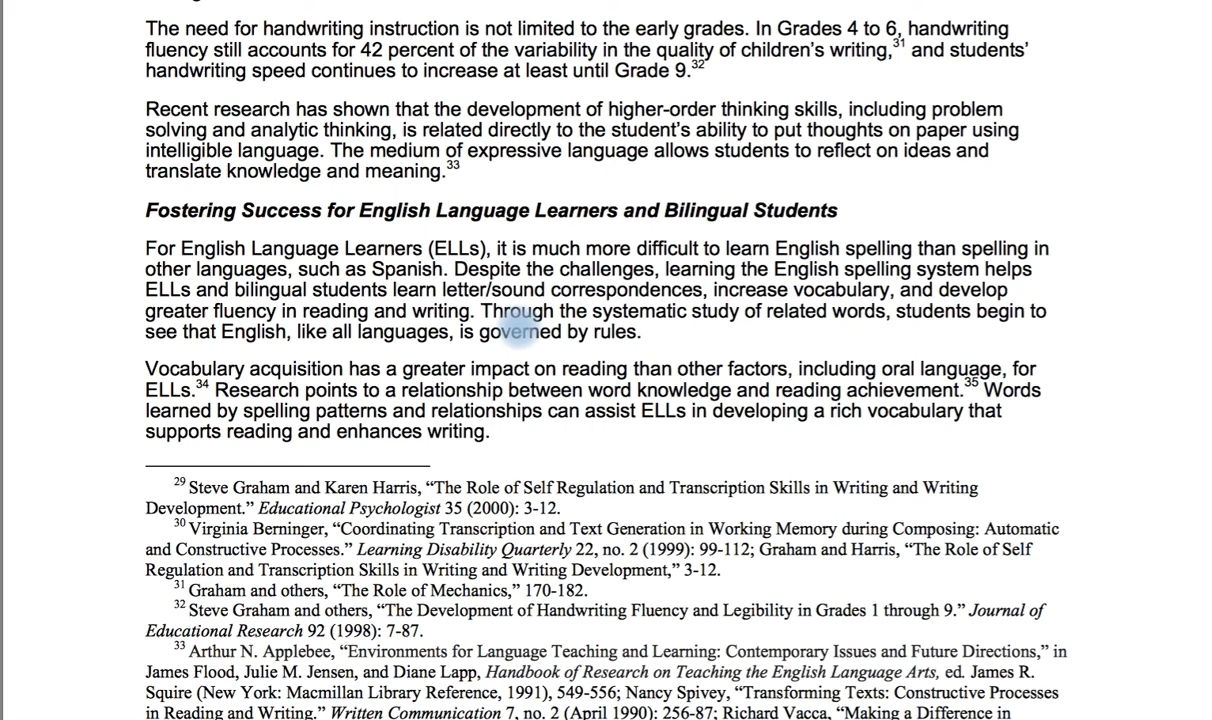 The need for handwriting instruction is not limited to the early grades. In Grades 4 to 6, handwriting
fluency still accounts for 42 percent of the variability in the quality of children’s writing,31 and students’
handwriting speed continues to increase at least until Grade 9.32
Recent research has shown that the development of higher-order thinking skills, including problem
solving and analytic thinking, is related directly to the student’s ability to put thoughts on paper using
intelligible language. The medium of expressive language allows students to reflect on ideas and
translate knowledge and meaning.33
Fostering Success for English Language Learners and Bilingual Students
For English Language Learners (ELLs), it is much more difficult to learn English spelling than spelling in
other languages, such as Spanish. Despite the challenges, learning the English spelling system helps
ELLs and bilingual students learn letter/sound correspondences, increase vocabulary, and develop
greater fluency in reading and writing. Through the systematic study of related words, students begin to
see that English, like all languages, is governed by rules.
Vocabulary acquisition has a greater impact on reading than other factors, including oral language, for
ELLs.34 Research points to a relationship between word knowledge and reading achievement.35 Words
learned by spelling patterns and relationships can assist ELLs in developing a rich vocabulary that
supports reading and enhances writing.
29 Steve Graham and Karen Harris, “The Role of Self Regulation and Transcription Skills in Writing and Writing
Development.” Educational Psychologist 35 (2000): 3-12.
30 Virginia Berninger, “Coordinating Transcription and Text Generation in Working Memory during Composing: Automatic
and Constructive Processes.” Learning Disability Quarterly 22, no. 2 (1999): 99-112; Graham and Harris, “The Role of Self
Regulation and Transcription Skills in Writing and Writing Development,” 3-12.
31 Graham and others, “The Role of Mechanics,” 170-182.
32 Steve Graham and others, “The Development of Handwriting Fluency and Legibility in Grades 1 through 9.” Journal of
Educational Research 92 (1998): 7-87.
33 Arthur N. Applebee, “Environments for Language Teaching and Learning: Contemporary Issues and Future Directions,” in
James Flood, Julie M. Jensen, and Diane Lapp, Handbook of Research on Teaching the English Language Arts, ed. James R.
Squire (New York: Macmillan Library Reference, 1991), 549-556; Nancy Spivey, “Transforming Texts: Constructive Processes
in Reading and Writing.” Written Communication 7, no. 2 (April 1990): 256-87; Richard Vacca, “Making a Difference in